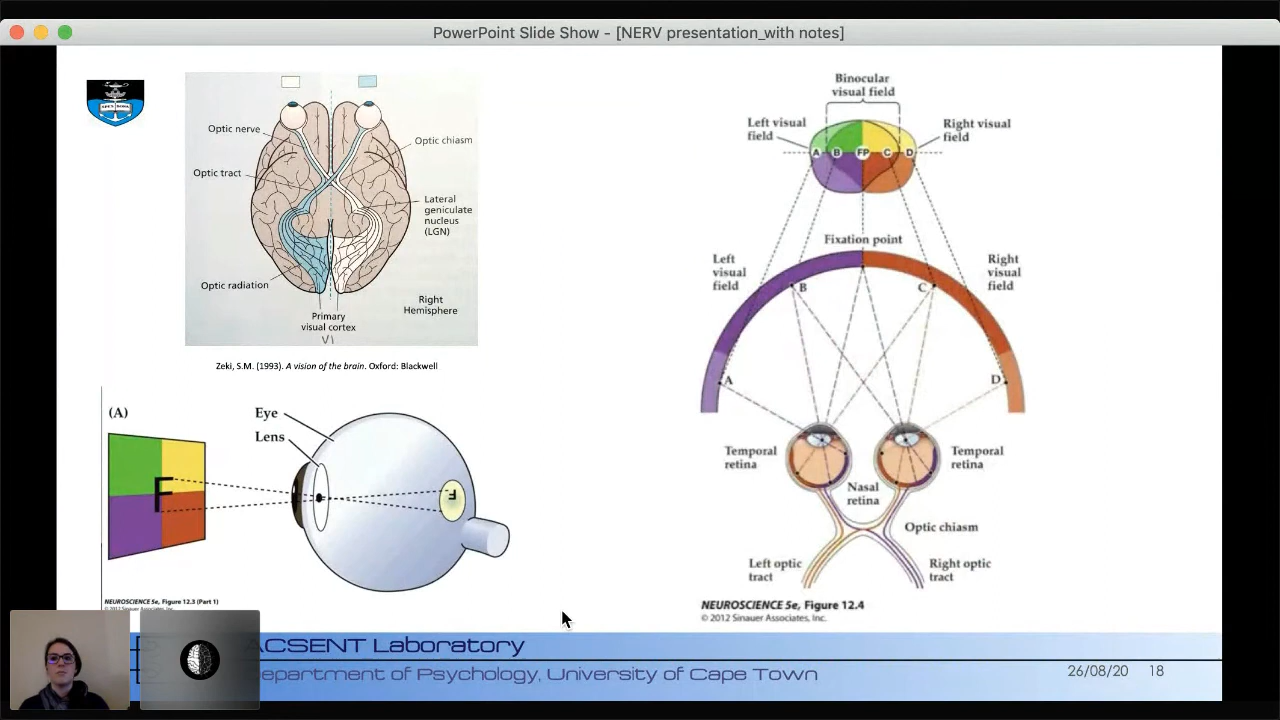 PowerPoint Slide Show - [NERV presentation_with notes]
Optic nerve
Optic chiasm
Optic tract
Lateral
geniculate
nucleus
(LGN)
Optic radiation
Right
Hemisphere
Primary
visual cortex
V1
Zeki, S.M. (1993). A vision of the brain. Oxford: Blackwell
(A)
Eye
Lens
F
F
NEUROSCIENCE 5e, Figure 12.3 (Part 1)
Binocular
visual field
Left visual
field
Right visual
field
A B FP C D
Fixation point
Left
visual
field
Right
visual
field
B
C
A
D
Temporal
retina
Temporal
retina
Nasal
retina
Optic chiasm
Left optic
tract
Right optic
tract
NEUROSCIENCE 5e, Figure 12.4
© 2012 Sinauer Associates, Inc.
ACSENT Laboratory
epartment of Psychology, University of Cape Town
26/08/20 18